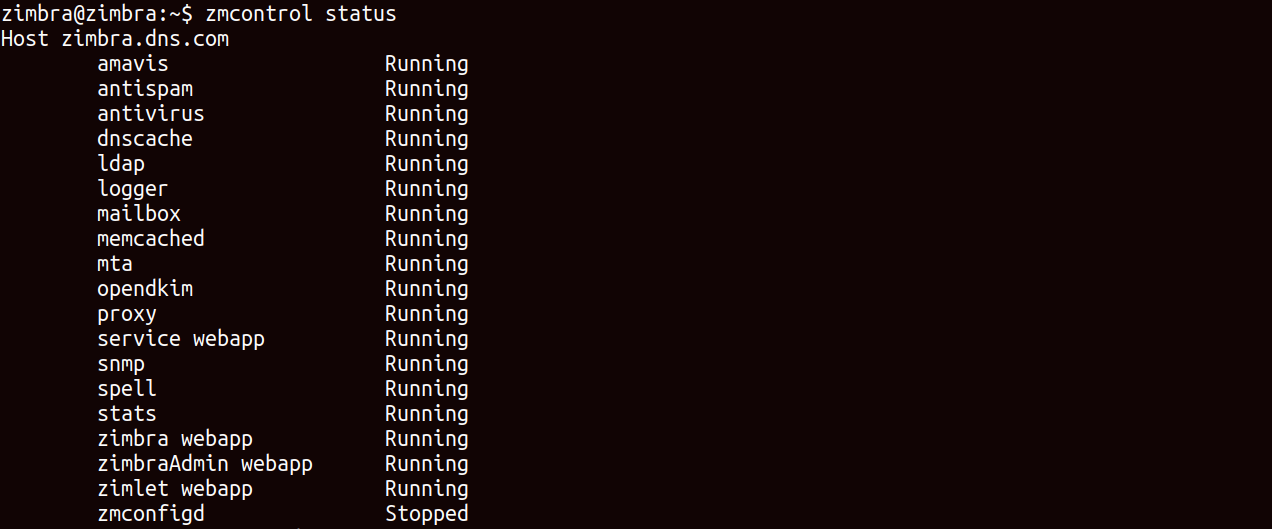 zimbra@zimbra:~$ zmcontrol status
Host zimbra.dns.com
amavis Running
antispam Running
antivirus Running
dnscache Running
ldap Running
logger Running
mailbox Running
memcached Running
mta Running
opendkim Running
proxy Running
service webapp Running
snmp Running
spell Running
stats Running
zimbra webapp Running
zimbraAdmin webapp Running
zimlet webapp Running
zmconfigd Stopped